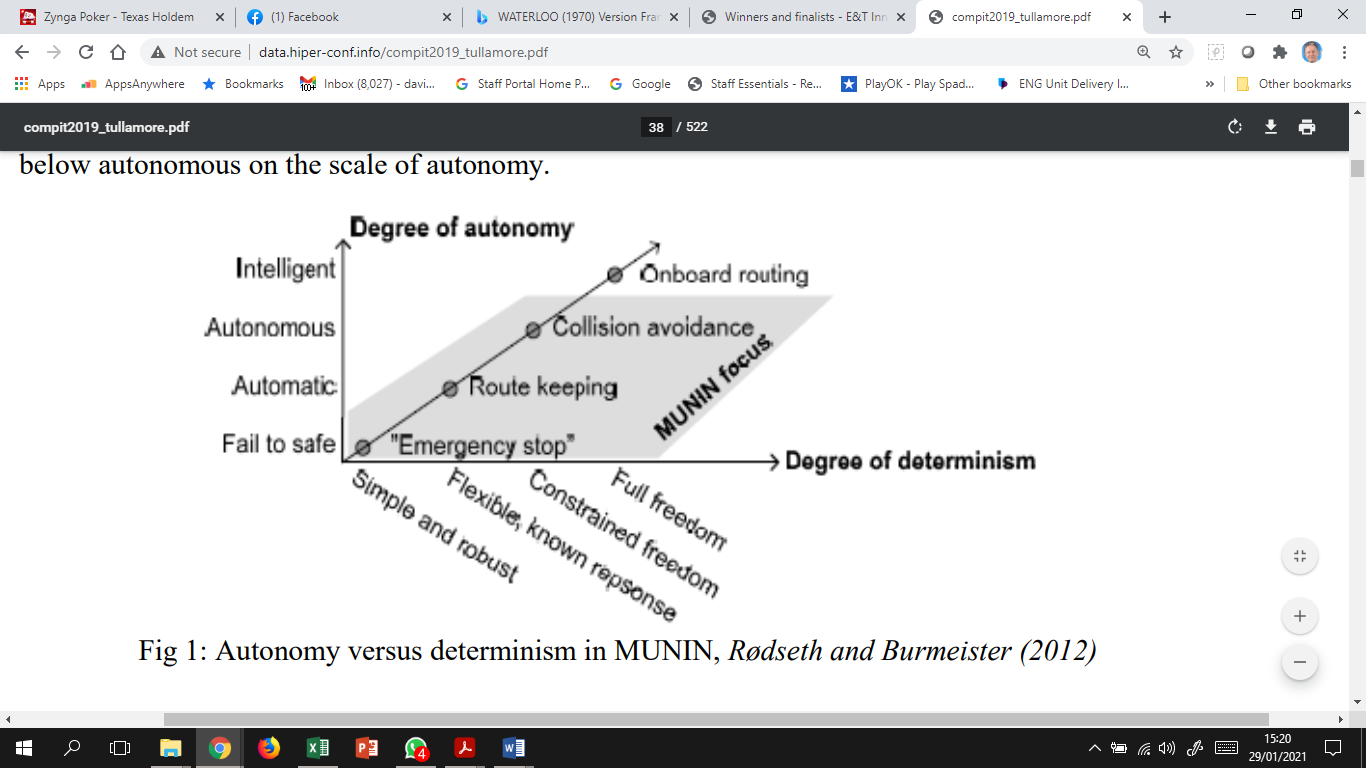 Zynga Poker - Texas Holdem
(1) Facebook
WATERLOO (1970) Version Fra
Winners and finalists - E&T Inn
compit2019_tullamore.pdf
Not secure | data.hiper-conf.info/compit2019_tullamore.pdf
Apps
AppsAnywhere
Bookmarks
Inbox (8,027) - davi...
Staff Portal Home P...
Google
Staff Essentials - Re...
PlayOK - Play Spad...
ENG Unit Delivery I...
»
Other bookmarks
compit2019_tullamore.pdf
38 / 522
below autonomous on the scale of autonomy.
Degree of autonomy
Intelligent
Onboard routing
Autonomous
Collision avoidance
Automatic
Route keeping
MUNIN focus
Fail to safe
"Emergency stop"
Degree of determinism
Simple and robust
Flexible, known repsonse
Constrained freedom
Full freedom
Fig 1: Autonomy versus determinism in MUNIN, Rødseth and Burmeister (2012)
4
15:20
29/01/2021